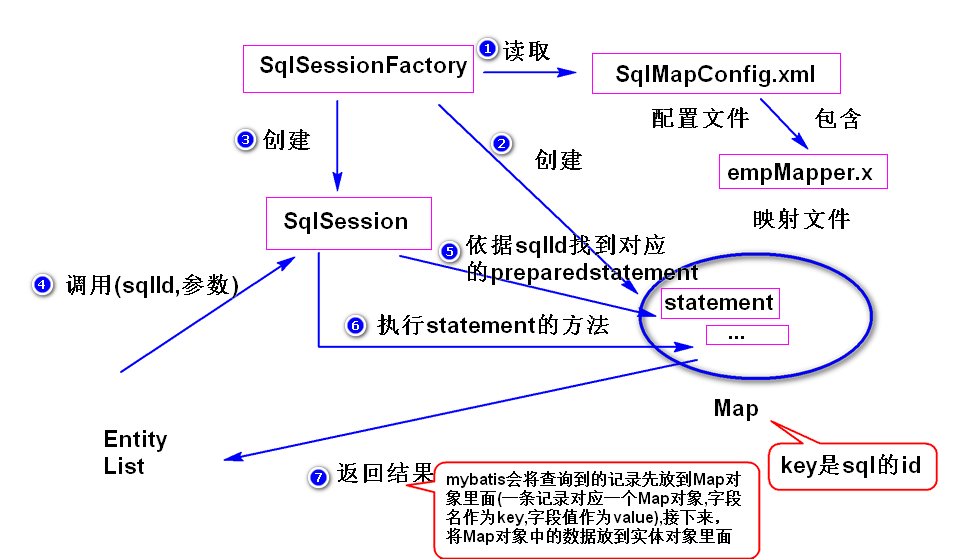 ① 读取
SqlSessionFactory
SqlMapConfig.xml
配置文件
包含
③ 创建
② 创建
empMapper.x
映射文件
SqlSession
⑤ 依据sqlId找到对应
的preparedstatement
④ 调用(sqlId,参数)
statement
⑥ 执行statement的方法
...
Map
Entity
List
key是sql的id
⑦ 返回结果
mybatis会将查询到的记录先放到Map对
象里面(一条记录对应一个Map对象,字段
名作为key,字段值作为value),接下来，
将Map对象中的数据放到实体对象里面